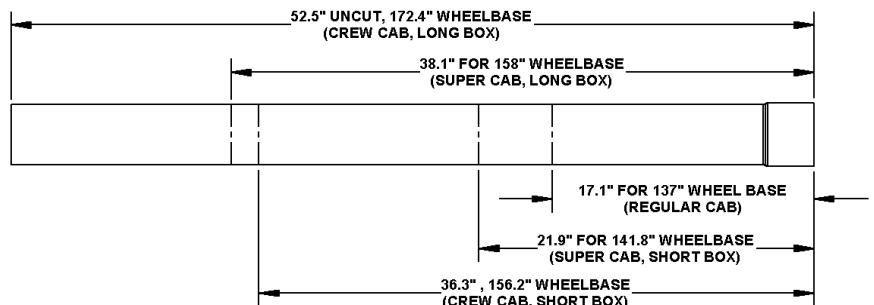 52.5" UNCUT, 172.4" WHEELBASE
(CREW CAB, LONG BOX)
38.1" FOR 158" WHEELBASE
(SUPER CAB, LONG BOX)
17.1" FOR 137" WHEEL BASE
(REGULAR CAB)
21.9" FOR 141.8" WHEELBASE
(SUPER CAB, SHORT BOX)
36.3" , 156.2" WHEELBASE
(CREW CAB, SHORT BOX)